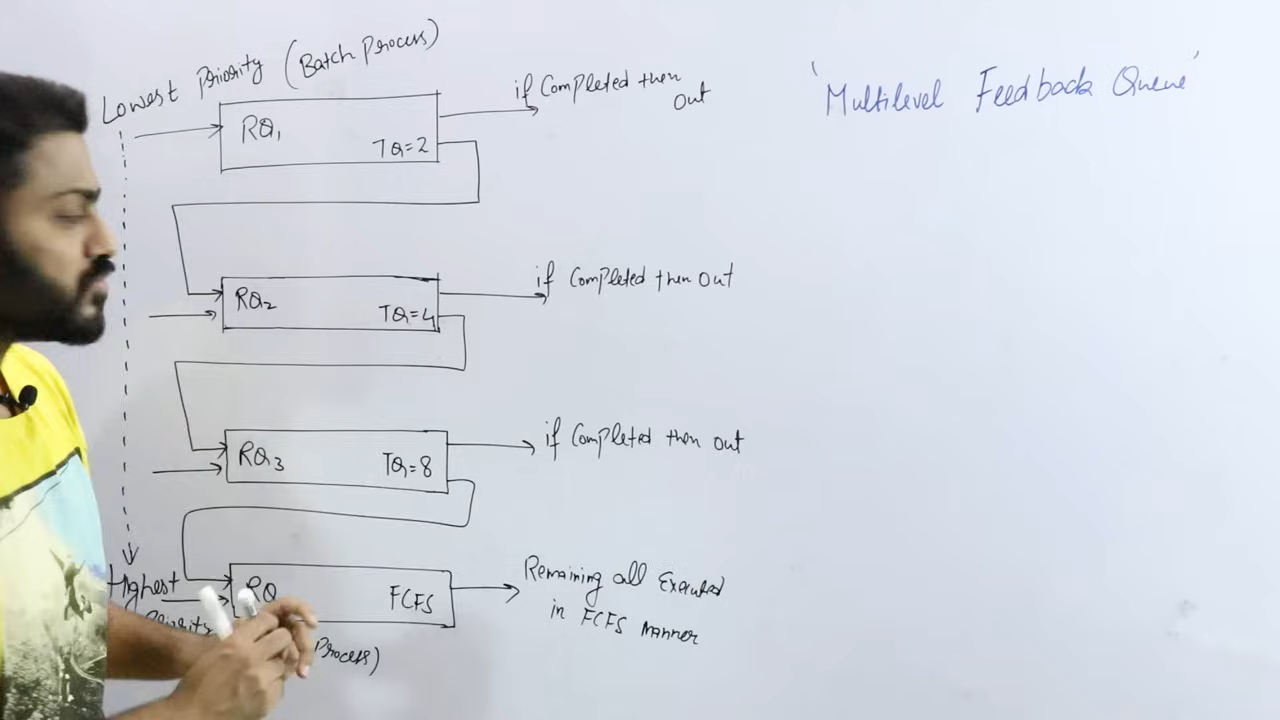 Lowest Priority (Batch Process)
'Multilevel Feedback Queue'
RQ1
TQ=2
if Completed then
out
RQ2
TQ=4
if Completed then out
RQ3
TQ=8
if Completed then out
Highest
Priority
RQ
FCFS
Process)
Remaining all Executed
in FCFS Manner